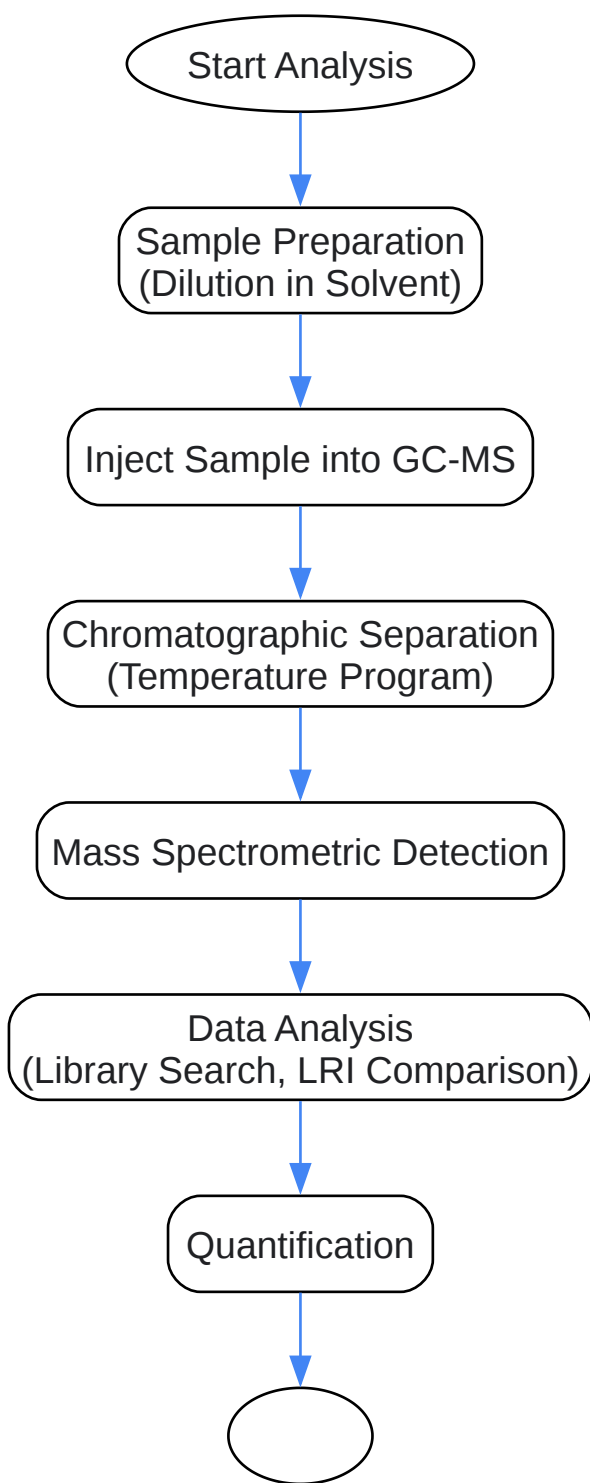 Start Analysis
Sample Preparation
(Dilution in Solvent)
Inject Sample into GC-MS
Chromatographic Separation
(Temperature Program)
Mass Spectrometric Detection
Data Analysis
(Library Search, LRI Comparison)
Quantification